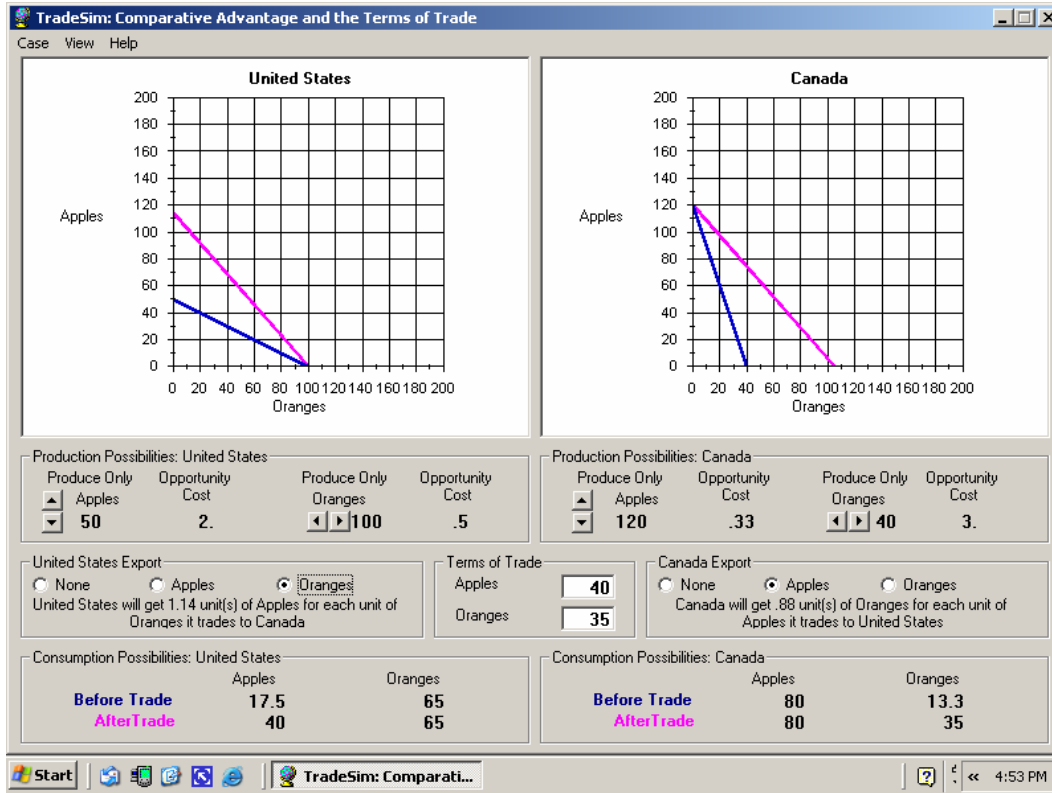 TradeSim: Comparative Advantage and the Terms of Trade
Case View Help
United States
200
180
160
140
120
100
80
60
40
20
0
Apples
0 20 40 60 80 100 120 140 160 180 200
Oranges
Canada
200
180
160
140
120
100
80
60
40
20
0
Apples
0 20 40 60 80 100 120 140 160 180 200
Oranges
Production Possibilities: United States
Produce Only Opportunity Produce Only Opportunity
Apples Cost Oranges Cost
50 2. 100 .5
Production Possibilities: Canada
Produce Only Opportunity Produce Only Opportunity
Apples Cost Oranges Cost
120 .33 40 3.
United States Export
None Apples Oranges
United States will get 1.14 unit(s) of Apples for each unit of
Oranges it trades to Canada
Terms of Trade
Apples 40
Oranges 35
Canada Export
None Apples Oranges
Canada will get .88 unit(s) of Oranges for each unit of
Apples it trades to United States
Consumption Possibilities: United States
Apples Oranges
Before Trade 17.5 65
AfterTrade 40 65
Consumption Possibilities: Canada
Apples Oranges
Before Trade 80 13.3
AfterTrade 80 35
Start TradeSim: Comparati... 4:53 PM